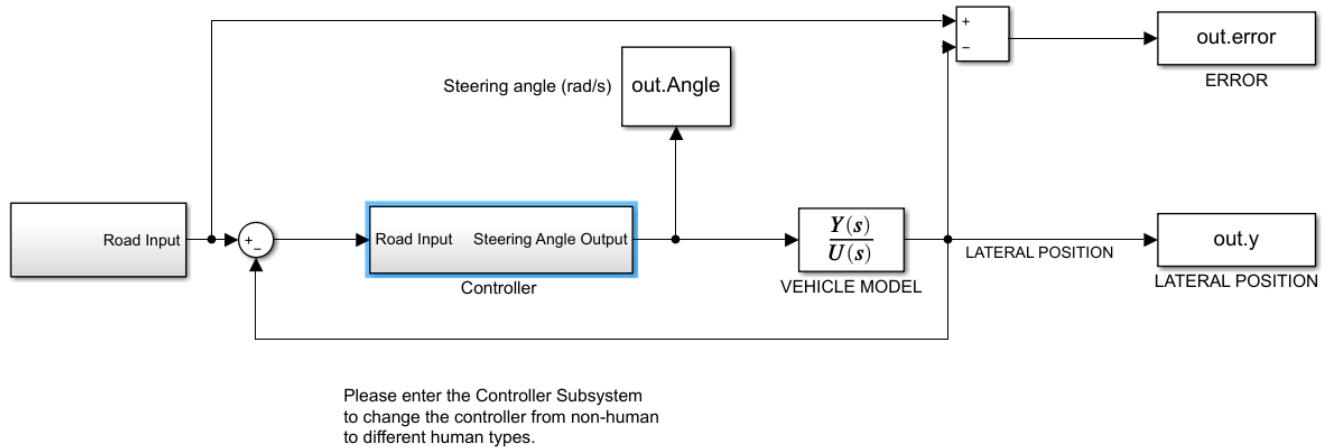 +
−
out.error
ERROR
Steering angle (rad/s)
out.Angle
Road Input
+
−
Road Input
Steering Angle Output
Controller
Y(s)
U(s)
VEHICLE MODEL
LATERAL POSITION
out.y
LATERAL POSITION
Please enter the Controller Subsystem
to change the controller from non-human
to different human types.